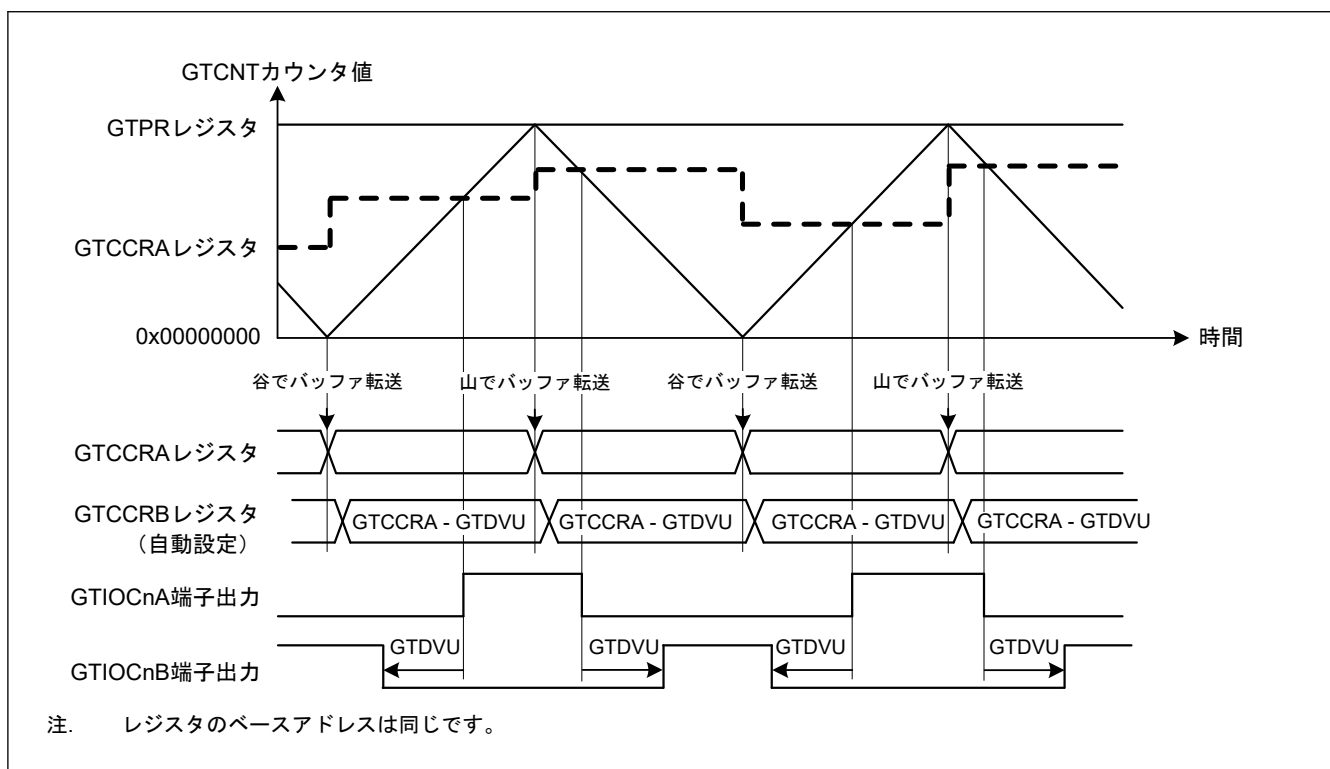 GTCNTカウンタ値
GTPRレジスタ
GTCCRAレジスタ
0x00000000
時間
谷でバッファ転送 山でバッファ転送 谷でバッファ転送 山でバッファ転送
GTCCRAレジスタ
GTCCRBレジスタ
（自動設定）
GTCCRA - GTDVU GTCCRA - GTDVU GTCCRA - GTDVU GTCCRA - GTDVU
GTIOCnA端子出力
GTDVU GTDVU GTDVU GTDVU
GTIOCnB端子出力
注. レジスタのベースアドレスは同じです。